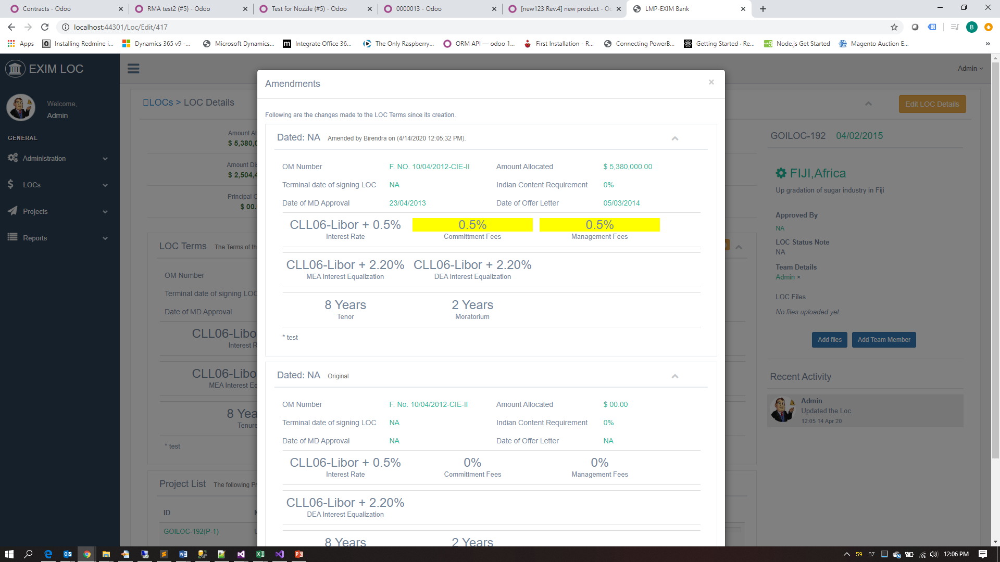 Contracts - Odoo
RMA test2 (#5) - Odoo
Test for Nozzle (#5) - Odoo
0000013 - Odoo
[new123 Rev.4] new product - Oc
LMP-EXIM Bank
localhost:44301/Loc/Edit/417
B
Apps
Installing Redmine i...
Dynamics 365 v9 -...
Microsoft Dynamics...
Integrate Office 36...
The Only Raspberry...
ORM API — odoo 1...
First Installation - R...
Connecting PowerB...
Getting Started · Re...
Node.js Get Started
Magento Auction E...
»
EXIM LOC
Welcome,
Admin
GENERAL
Administration
LOCs
Projects
Reports
Admin
LOCs > LOC Details
Edit LOC Details
Amount Al
$ 5,380,0
Amount Di
$ 2,504,4
Principal O
$ 00.
LOC Terms The Terms of th
OM Number
Terminal date of signing LOC
Date of MD Approval
CLL06-Libo
Interest R
CLL06-Libo
MEA Interest Eq
8 Yea
Tenure
* test
Project List The following Pr
ID
GOILOC-192(P-1)
Amendments
×
Following are the changes made to the LOC Terms since its creation.
Dated: NA Amended by Birendra on (4/14/2020 12:05:32 PM).
OM Number F. NO. 10/04/2012-CIE-II Amount Allocated $ 5,380,000.00
Terminal date of signing LOC NA Indian Content Requirement 0%
Date of MD Approval 23/04/2013 Date of Offer Letter 05/03/2014
CLL06-Libor + 0.5% 0.5% 0.5%
Interest Rate Committment Fees Management Fees
CLL06-Libor + 2.20% CLL06-Libor + 2.20%
MEA Interest Equalization DEA Interest Equalization
8 Years 2 Years
Tenor Moratorium
* test
Dated: NA Original
OM Number F. No. 10/04/2012-CIE-II Amount Allocated $ 00.00
Terminal date of signing LOC NA Indian Content Requirement 0%
Date of MD Approval NA Date of Offer Letter NA
CLL06-Libor + 0.5% 0% 0%
Interest Rate Committment Fees Management Fees
CLL06-Libor + 2.20%
DEA Interest Equalization
8 Years 2 Years
GOILOC-192 04/02/2015
FIJI,Africa
Up gradation of sugar industry in Fiji
Approved By
NA
LOC Status Note
NA
Team Details
Admin ×
LOC Files
No files uploaded yet.
Add files
Add Team Member
Recent Activity
Admin
Updated the Loc.
12:05 14 Apr 20
59 87
12:06 PM